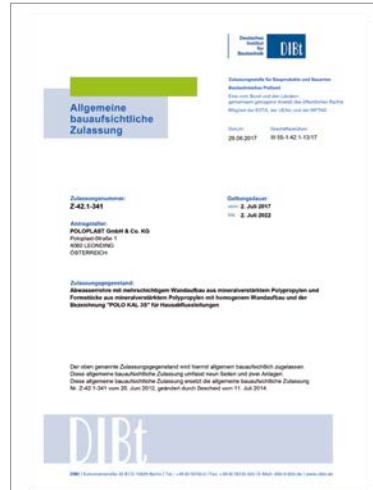 Deutsches
Institut
für
Bautechnik
DIBt
Zulassungsstelle für Bauprodukte und Bauarten
Bautechnisches Prüfamt
Eine vom Bund und den Ländern
gemeinsam getragene Anstalt des öffentlichen Rechts
Mitglied der EOTA, der UEAtc und der WFTAO
Allgemeine
bauaufsichtliche
Zulassung
Datum: Geschäftszeichen:
III 55-1.42.1-13/17
Zulassungsnummer:
Z-42.1-341
Antragsteller:
POLOPLAST GmbH & Co. KG
Poloplast-Straße 1
4060 LEONDING
ÖSTERREICH
Geltungsdauer
vom: 2. Juli 2017
bis: 2. Juli 2022
Zulassungsgegenstand:
Abwasserrohre mit mehrschichtigem Wandaufbau aus mineralverstärktem Polypropylen und
Formstücke aus mineralverstärktem Polypropylen mit homogenem Wandaufbau und der
Bezeichnung "POLO KAL 3S" für Hausabflussleitungen
Der oben genannte Zulassungsgegenstand wird hiermit allgemein bauaufsichtlich zugelassen.
Diese allgemeine bauaufsichtliche Zulassung umfasst neun Seiten und zwei Anlagen.
Diese allgemeine bauaufsichtliche Zulassung ersetzt die allgemeine bauaufsichtliche Zulassung
Nr. Z-42.1-341 vom 20. Juni 2012, geändert durch Bescheid vom 11. Juli 2014.
DIBt